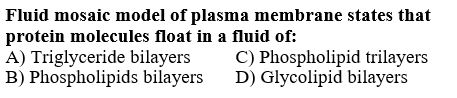 Fluid mosaic model of plasma membrane states that
protein molecules float in a fluid of:
A) Triglyceride bilayers C) Phospholipid trilayers
B) Phospholipids bilayers D) Glycolipid bilayers